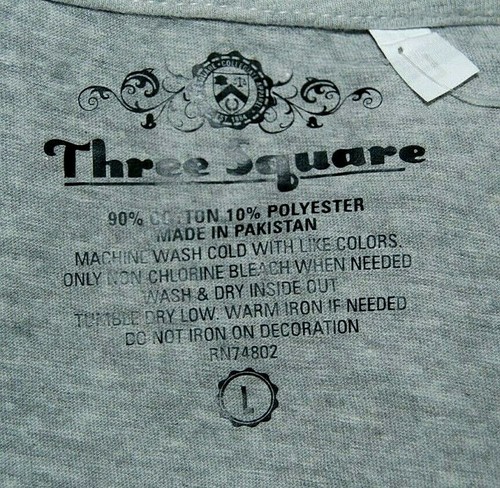 Three Square
90% COTTON 10% POLYESTER
MADE IN PAKISTAN
MACHINE WASH COLD WITH LIKE COLORS.
ONLY NON CHLORINE BLEACH WHEN NEEDED
WASH & DRY INSIDE OUT
TUMBLE DRY LOW. WARM IRON IF NEEDED
DO NOT IRON ON DECORATION
RN74802
L